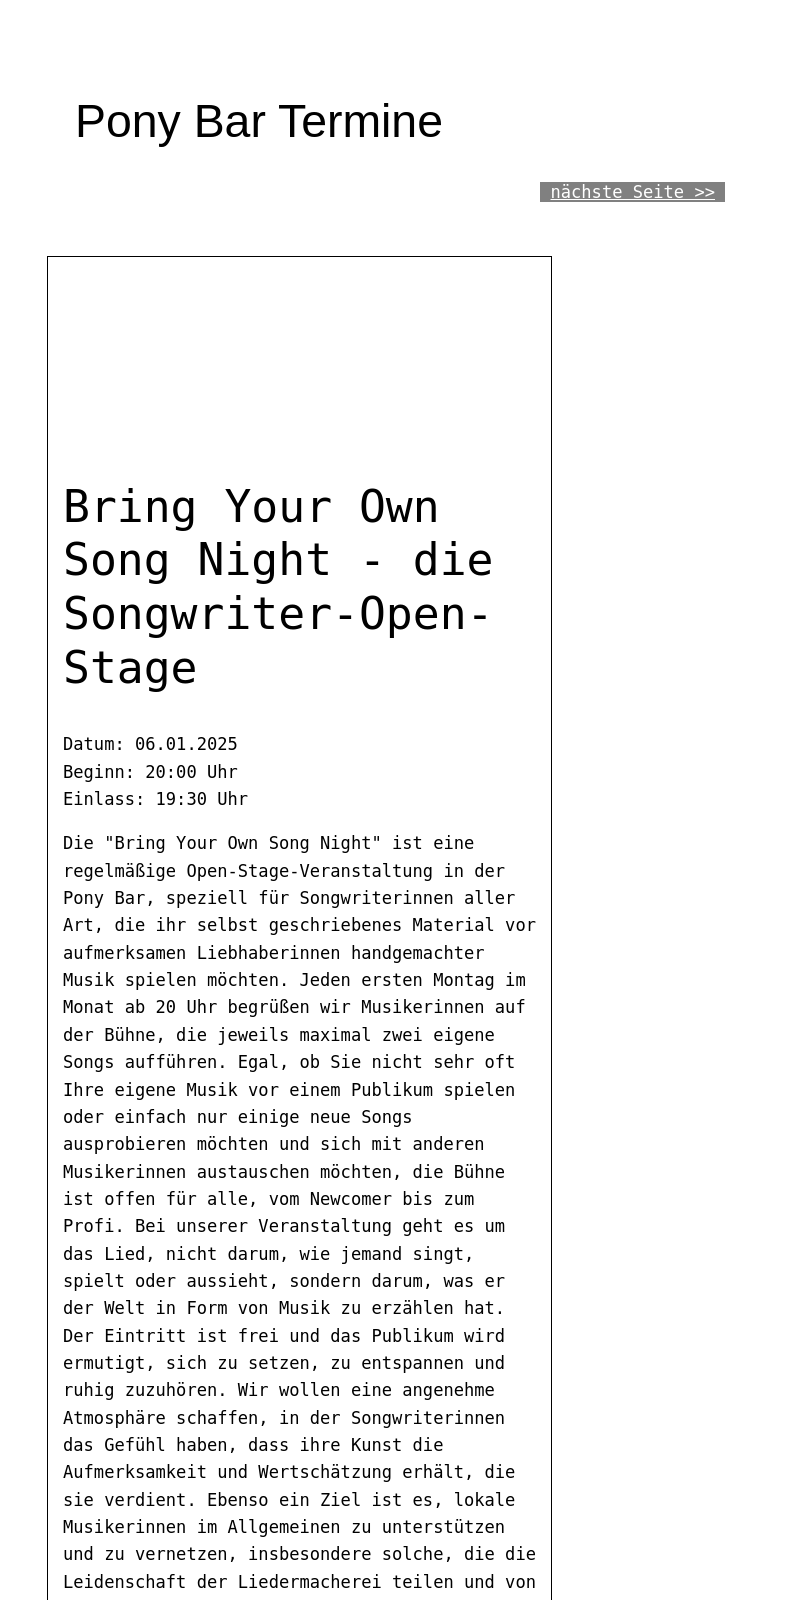 Pony Bar Termine
nächste Seite >>
Bring Your Own
Song Night - die
Songwriter-Open-
Stage
Datum: 06.01.2025
Beginn: 20:00 Uhr
Einlass: 19:30 Uhr
Die "Bring Your Own Song Night" ist eine
regelmäßige Open-Stage-Veranstaltung in der
Pony Bar, speziell für Songwriterinnen aller
Art, die ihr selbst geschriebenes Material vor
aufmerksamen Liebhaberinnen handgemachter
Musik spielen möchten. Jeden ersten Montag im
Monat ab 20 Uhr begrüßen wir Musikerinnen auf
der Bühne, die jeweils maximal zwei eigene
Songs aufführen. Egal, ob Sie nicht sehr oft
Ihre eigene Musik vor einem Publikum spielen
oder einfach nur einige neue Songs
ausprobieren möchten und sich mit anderen
Musikerinnen austauschen möchten, die Bühne
ist offen für alle, vom Newcomer bis zum
Profi. Bei unserer Veranstaltung geht es um
das Lied, nicht darum, wie jemand singt,
spielt oder aussieht, sondern darum, was er
der Welt in Form von Musik zu erzählen hat.
Der Eintritt ist frei und das Publikum wird
ermutigt, sich zu setzen, zu entspannen und
ruhig zuzuhören. Wir wollen eine angenehme
Atmosphäre schaffen, in der Songwriterinnen
das Gefühl haben, dass ihre Kunst die
Aufmerksamkeit und Wertschätzung erhält, die
sie verdient. Ebenso ein Ziel ist es, lokale
Musikerinnen im Allgemeinen zu unterstützen
und zu vernetzen, insbesondere solche, die die
Leidenschaft der Liedermacherei teilen und von